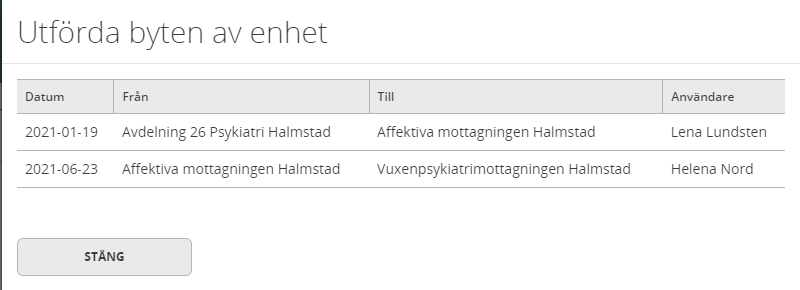 Utförda byten av enhet
Datum Från Till Användare
2021-01-19 Avdelning 26 Psykiatri Halmstad Affektiva mottagningen Halmstad Lena Lundsten
2021-06-23 Affektiva mottagningen Halmstad Vuxenpsykiatrimottagningen Halmstad Helena Nord
STÄNG